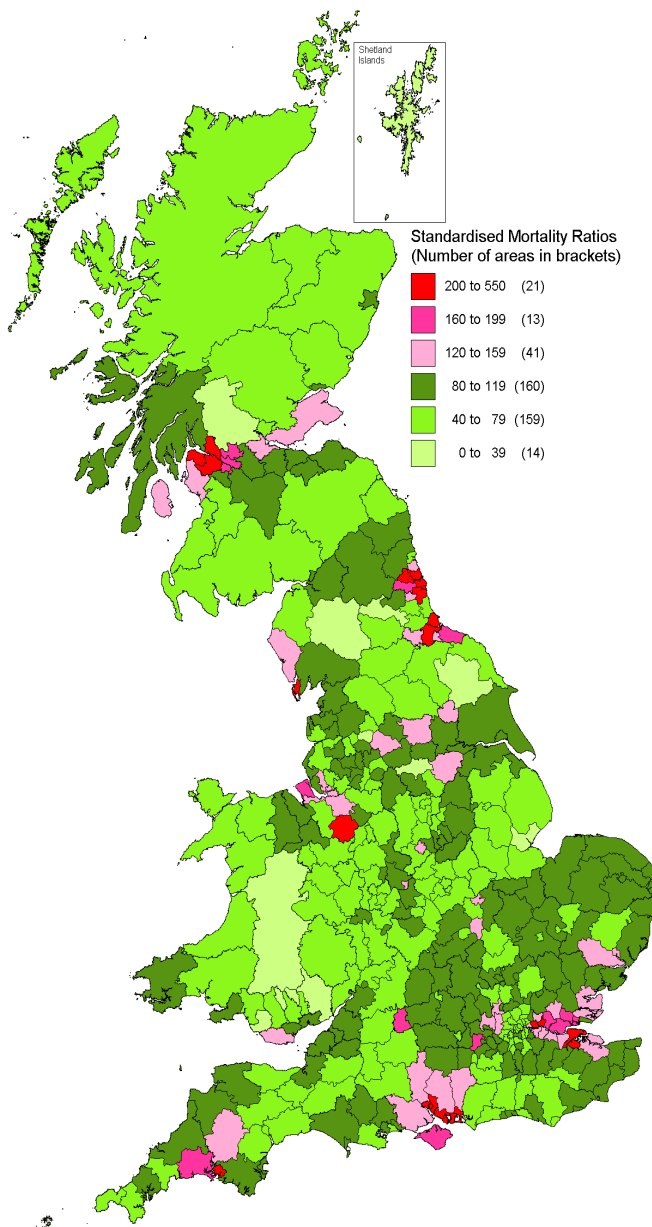 Shetland
Islands
Standardised Mortality Ratios
(Number of areas in brackets)
200 to 550 (21)
160 to 199 (13)
120 to 159 (41)
80 to 119 (160)
40 to 79 (159)
0 to 39 (14)